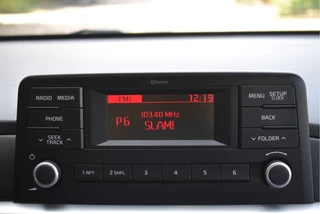 Bluetooth
RADIO MEDIA
FM1 12:19
MENU SETUP
CLOCK
PHONE
P6 103.40 MHz
SLAM!
BACK
SEEK
TRACK
FOLDER
1 RPT 2 SHFL 3 4 5 6